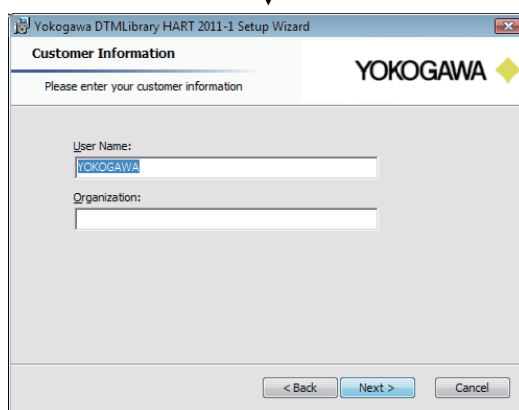 Yokogawa DTMLibrary HART 2011-1 Setup Wizard
Customer Information
YOKOGAWA
Please enter your customer information
User Name:
YOKOGAWA
Organization:
< Back Next > Cancel